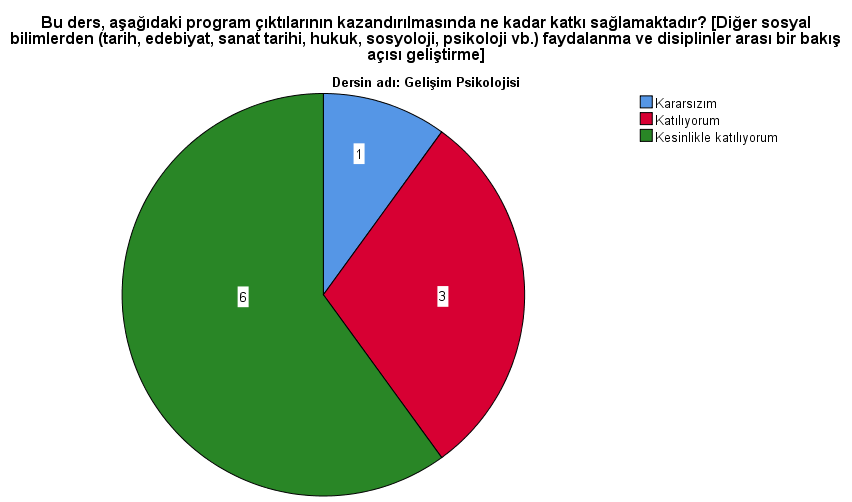 Bu ders, aşağıdaki program çıktılarının kazandırılmasında ne kadar katkı sağlamaktadır? [Diğer sosyal
bilimlerden (tarih, edebiyat, sanat tarihi, hukuk, sosyoloji, psikoloji vb.) faydalanma ve disiplinler arası bir bakış
açısı geliştirme]
Dersin adı: Gelişim Psikolojisi
Kararsızım
Katılıyorum
Kesinlikle katılıyorum
1
3
6